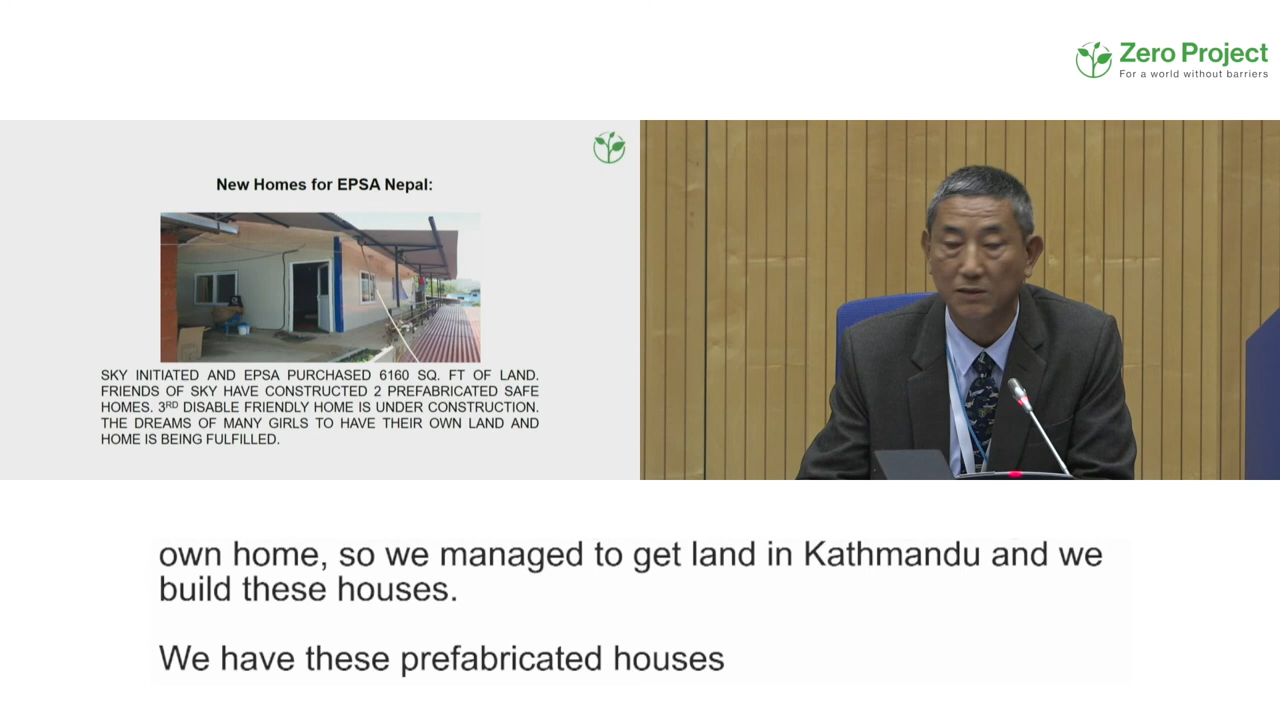 Zero Project
For a world without barriers
New Homes for EPSA Nepal:
SKY INITIATED AND EPSA PURCHASED 6160 SQ. FT OF LAND.
FRIENDS OF SKY HAVE CONSTRUCTED 2 PREFABRICATED SAFE
HOMES. 3RD DISABLE FRIENDLY HOME IS UNDER CONSTRUCTION.
THE DREAMS OF MANY GIRLS TO HAVE THEIR OWN LAND AND
HOME IS BEING FULFILLED.
own home, so we managed to get land in Kathmandu and we
build these houses.
We have these prefabricated houses